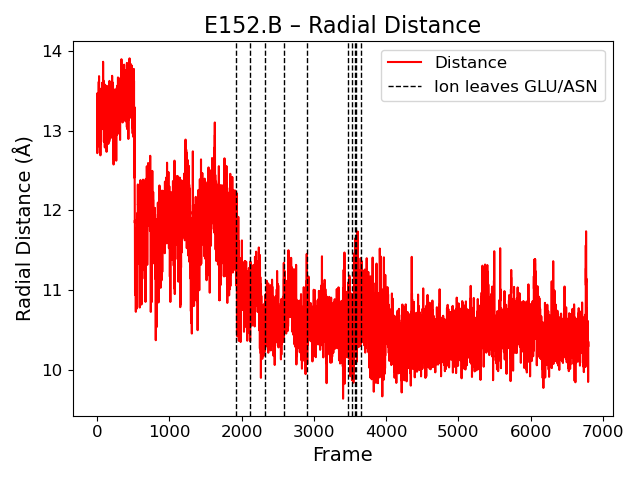 E152.B – Radial Distance
Distance
Ion leaves GLU/ASN
Radial Distance (Å)
14
13
12
11
10
0 1000 2000 3000 4000 5000 6000 7000
Frame